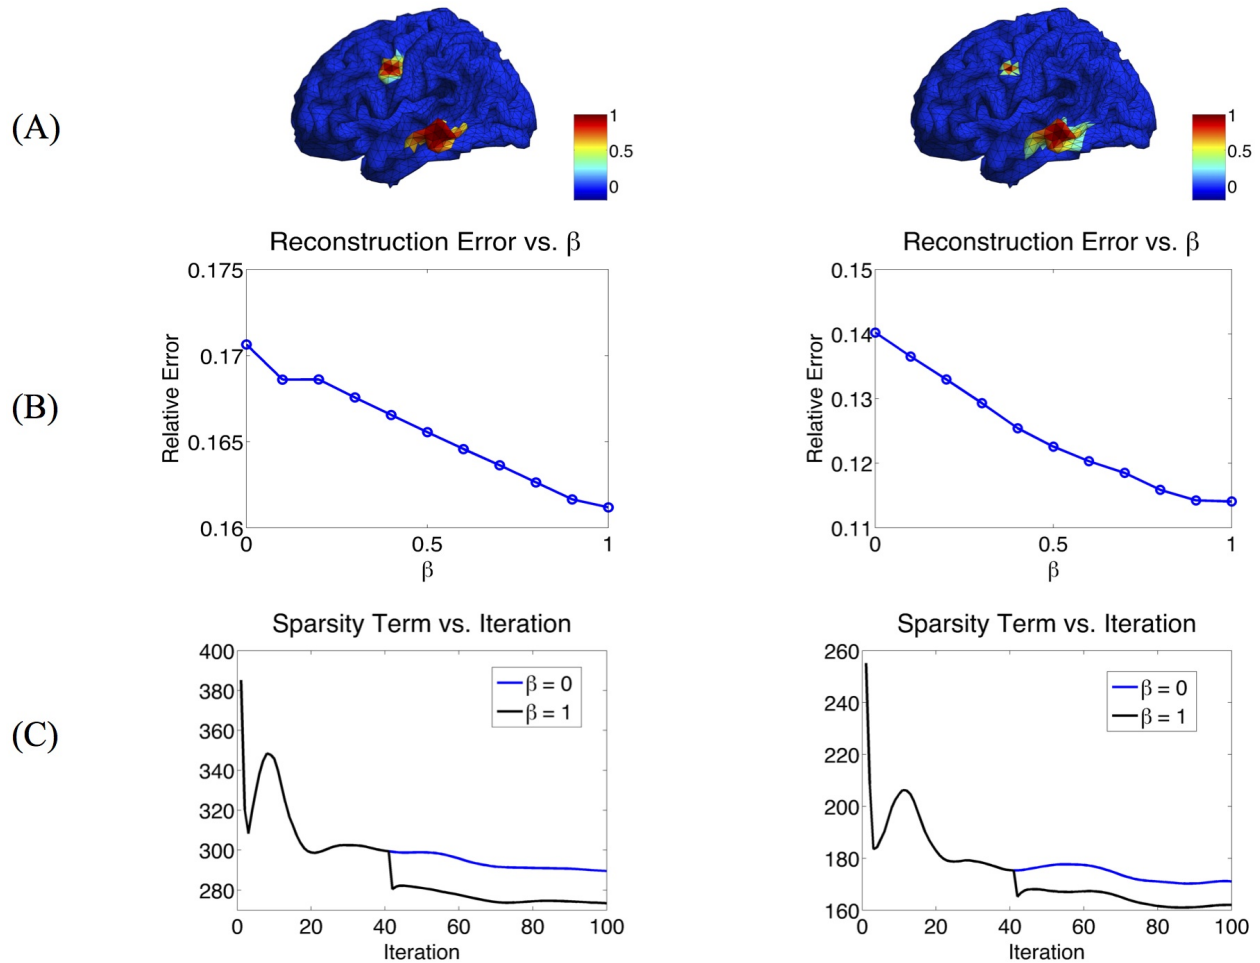 (A)
1
0.5
0
1
0.5
0
(B)
Reconstruction Error vs. β
0.175
0.17
0.165
0.16
Relative Error
0
0.5
1
β
Reconstruction Error vs. β
0.15
0.14
0.13
0.12
0.11
Relative Error
0
0.5
1
β
(C)
Sparsity Term vs. Iteration
400
380
360
340
320
300
280
β = 0
β = 1
0
20
40
60
80
100
Iteration
Sparsity Term vs. Iteration
260
240
220
200
180
160
β = 0
β = 1
0
20
40
60
80
100
Iteration